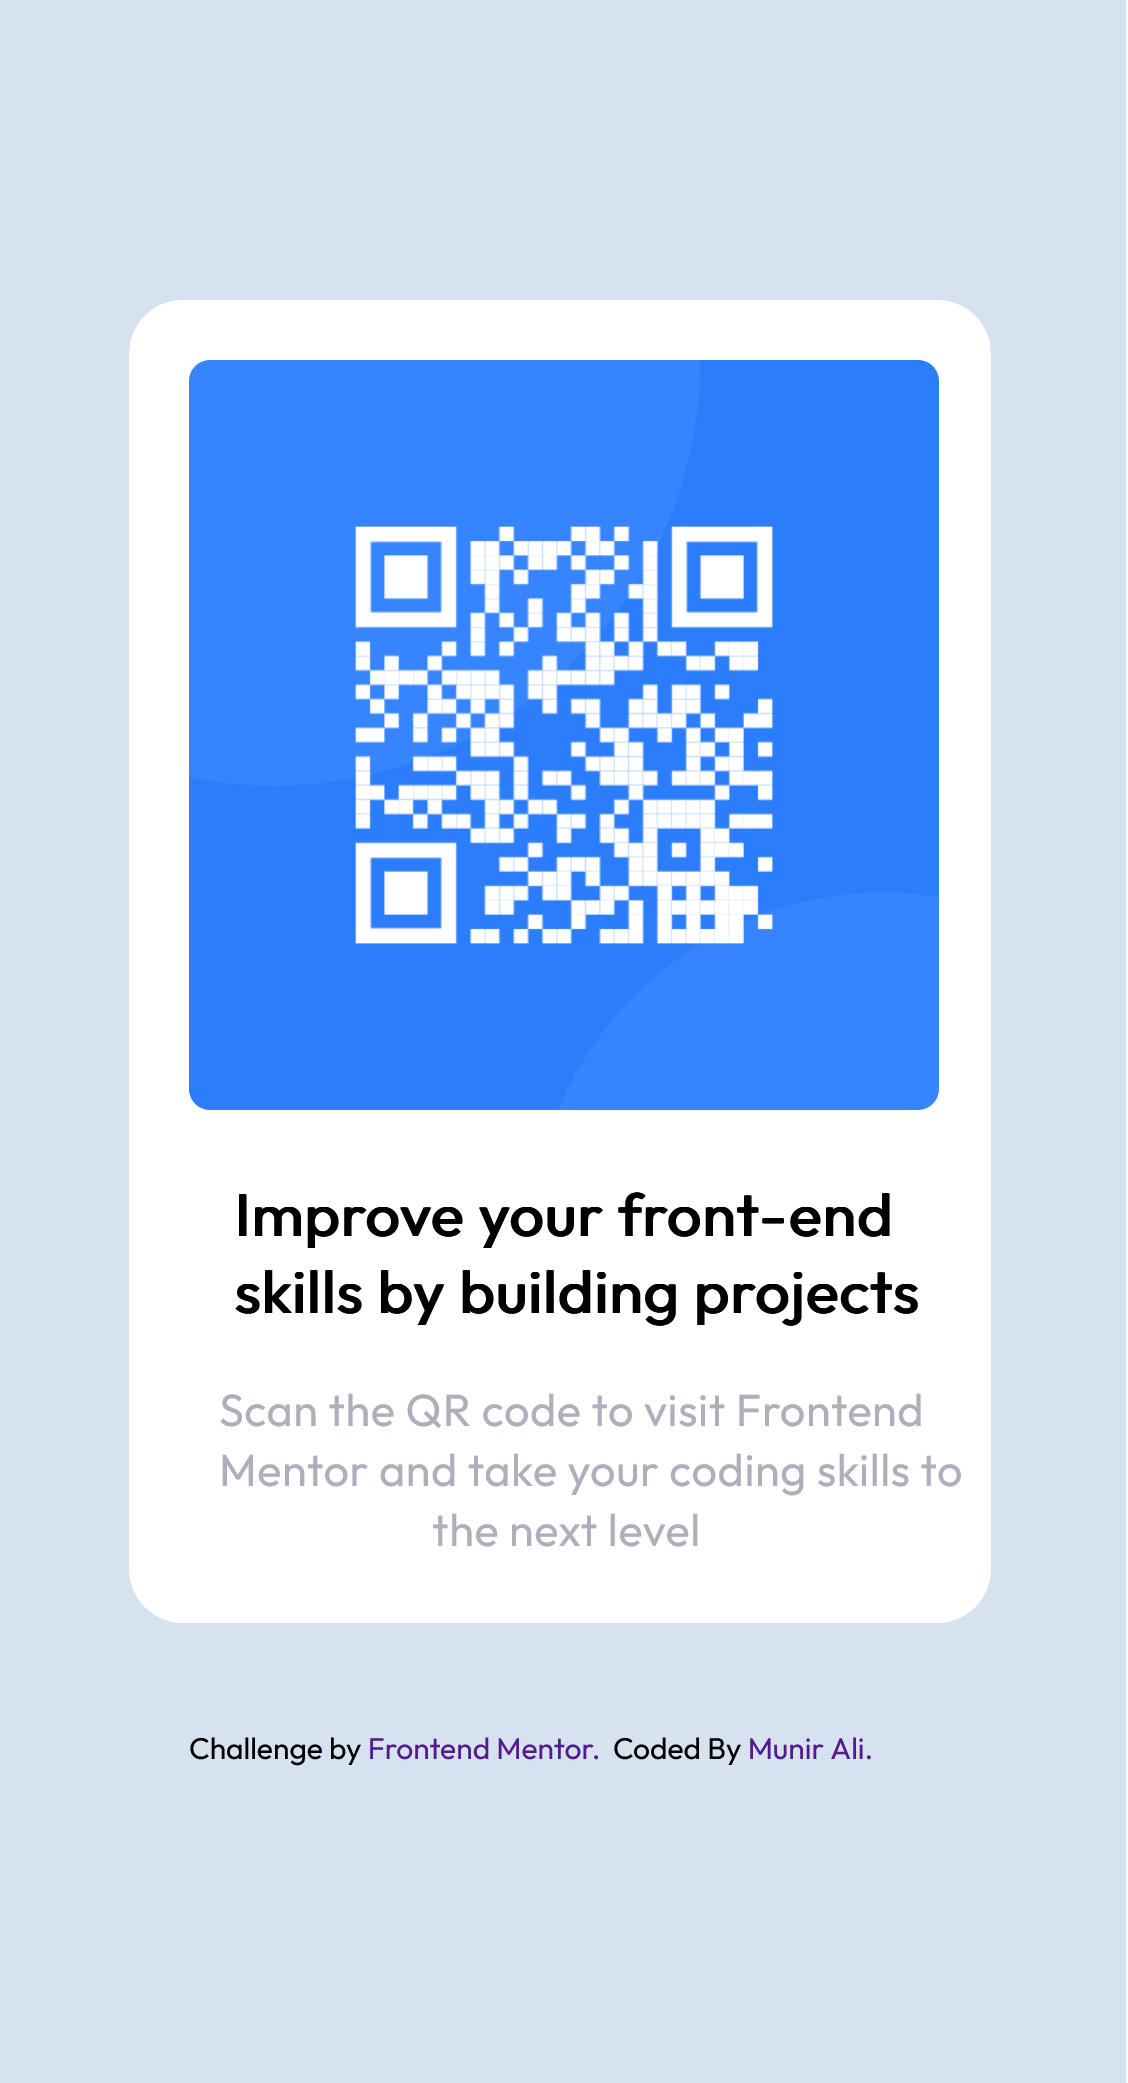 Improve your front-end
skills by building projects
Scan the QR code to visit Frontend
Mentor and take your coding skills to
the next level
Challenge by Frontend Mentor. Coded By Munir Ali.